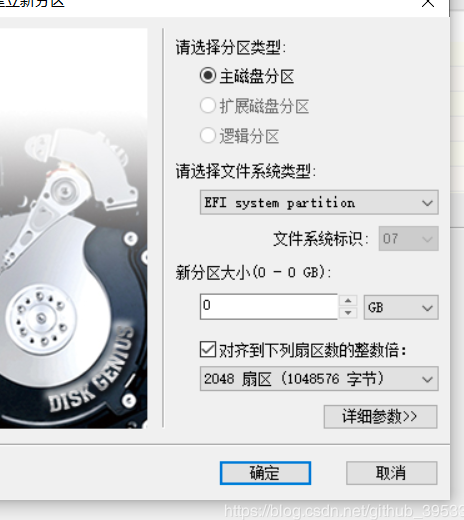 建立新分区
请选择分区类型:
主磁盘分区
扩展磁盘分区
逻辑分区
请选择文件系统类型:
EFI system partition
文件系统标识: 07
新分区大小(0 - 0 GB):
0 GB
对齐到下列扇区数的整数倍:
2048 扇区 (1048576 字节)
详细参数>>
DISK GENIUS
确定 取消
https://blog.csdn.net/github_39533